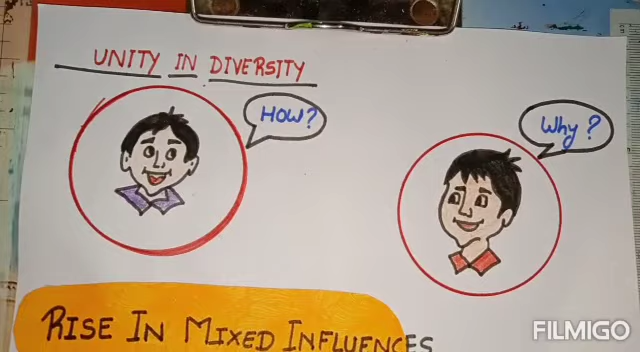 UNITY IN DIVERSITY
HOW?
Why?
RISE IN MIXED INFLUENCES
FILMIGO